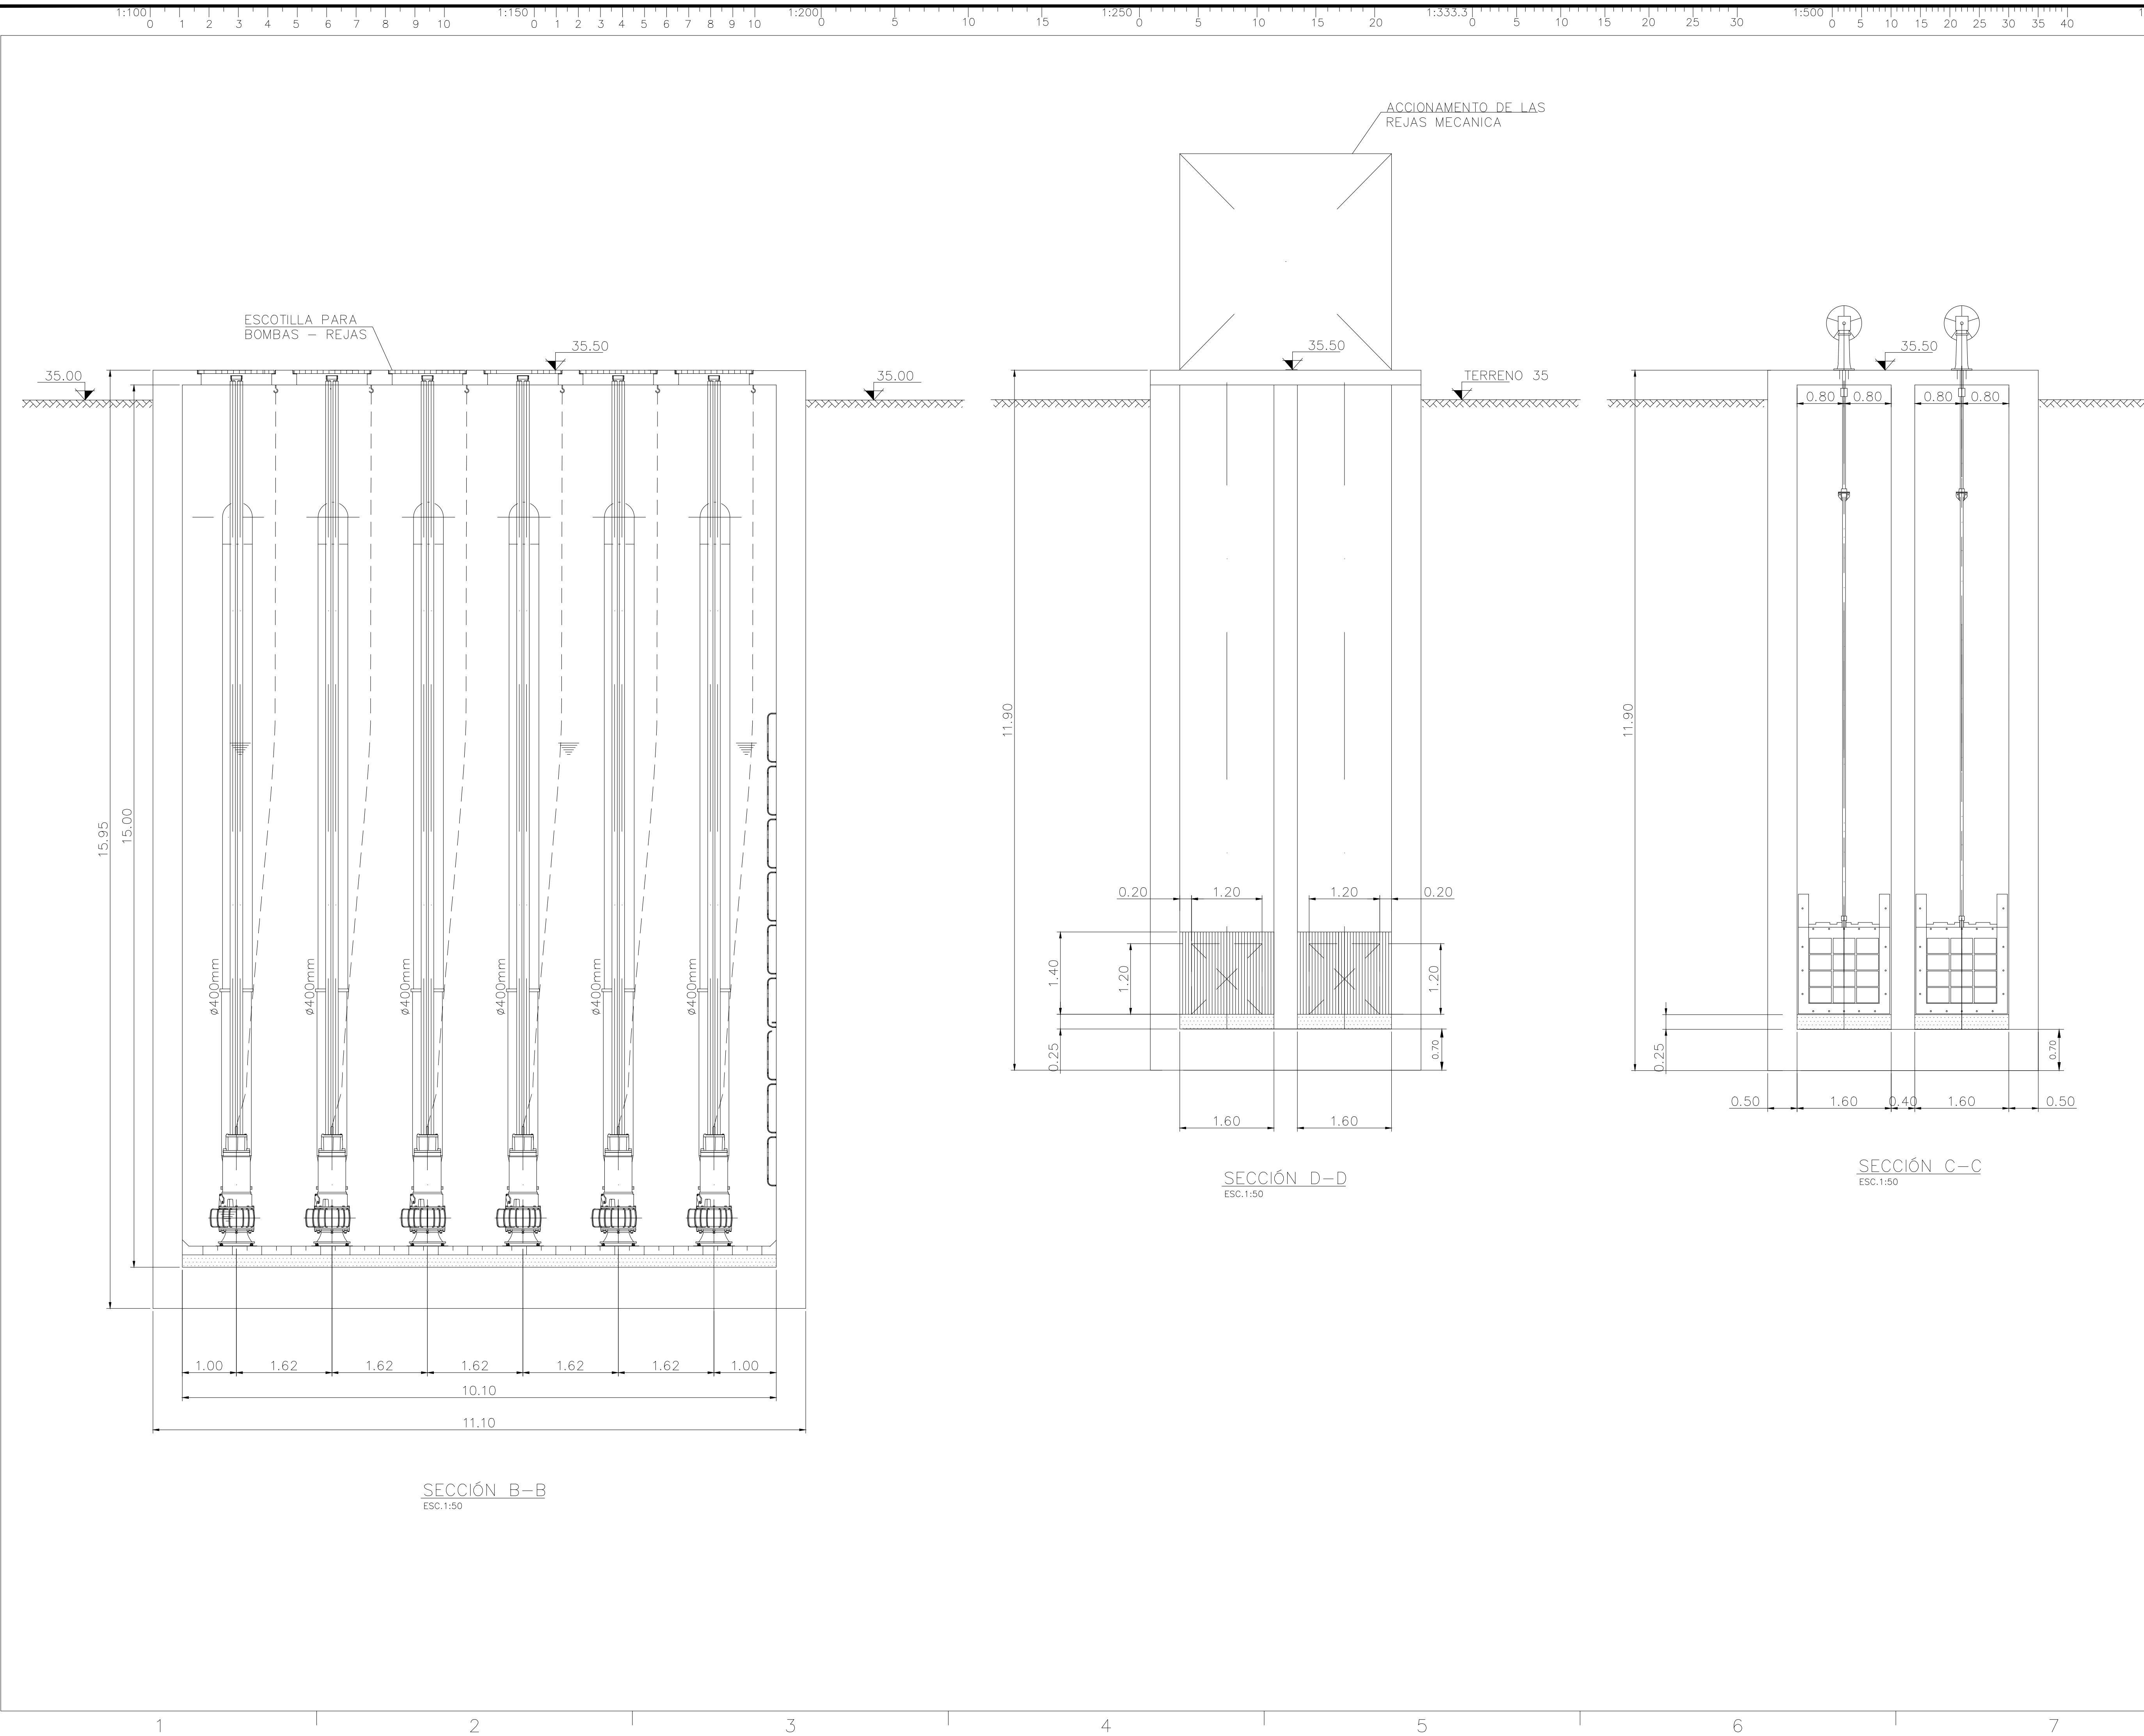 1:100 0 1 2 3 4 5 6 7 8 9 10 1:150 0 1 2 3 4 5 6 7 8 9 10 1:200 0 5 10 15 1:250 0 5 10 15 20 1:333.3 0 5 10 15 20 25 30 1:500 0 5 10 15 20 25 30 35 40
ACCIONAMENTO DE LAS
REJAS MECANICA
ESCOTILLA PARA
BOMBAS - REJAS
35.50
35.00
35.00
15.95
15.00
Ø400mm
Ø400mm
Ø400mm
Ø400mm
Ø400mm
Ø400mm
1.00 1.62 1.62 1.62 1.62 1.62 1.00
10.10
11.10
SECCIÓN B-B
ESC.1:50
35.50
TERRENO 35
11.90
0.20 1.20 1.20 0.20
1.40
1.20
1.20
0.25
0.70
1.60 1.60
SECCIÓN D-D
ESC.1:50
35.50
0.80 0.80 0.80 0.80
11.90
0.25
0.70
0.50 1.60 0.40 1.60 0.50
SECCIÓN C-C
ESC.1:50
1 2 3 4 5 6 7